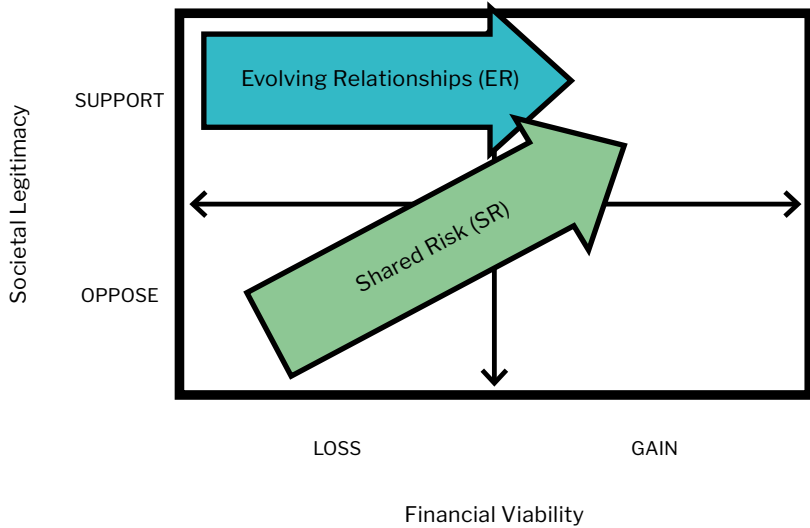 Evolving Relationships (ER)
SUPPORT
Societal Legitimacy
Shared Risk (SR)
OPPOSE
LOSS
GAIN
Financial Viability